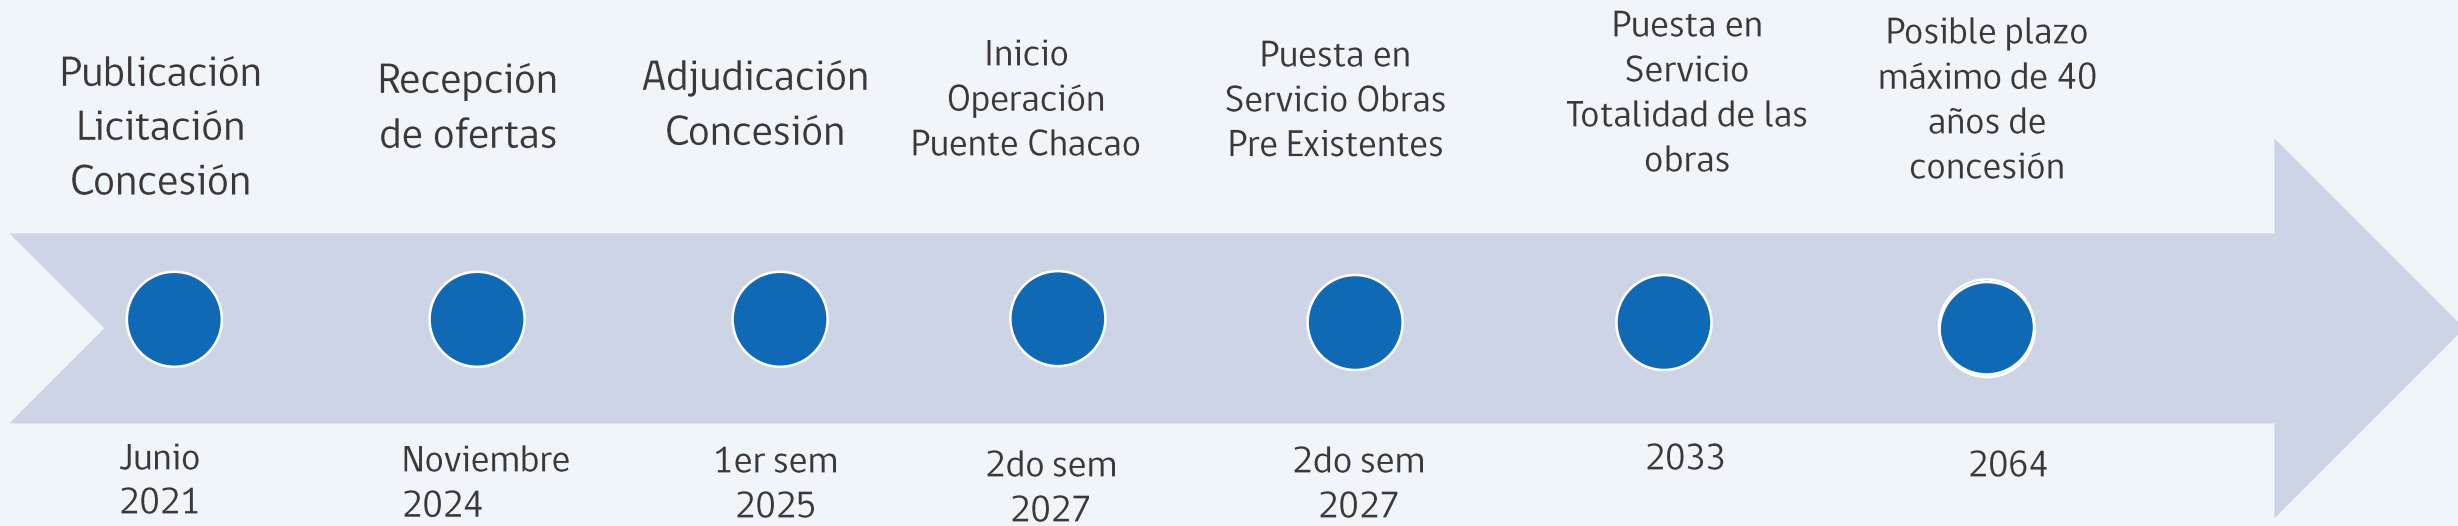 Publicación
Licitación
Concesión
Recepción
de ofertas
Adjudicación
Concesión
Inicio
Operación
Puente Chacao
Puesta en
Servicio Obras
Pre Existentes
Puesta en
Servicio
Totalidad de las
obras
Posible plazo
máximo de 40
años de
concesión
Junio
2021
Noviembre
2024
1er sem
2025
2do sem
2027
2do sem
2027
2033
2064